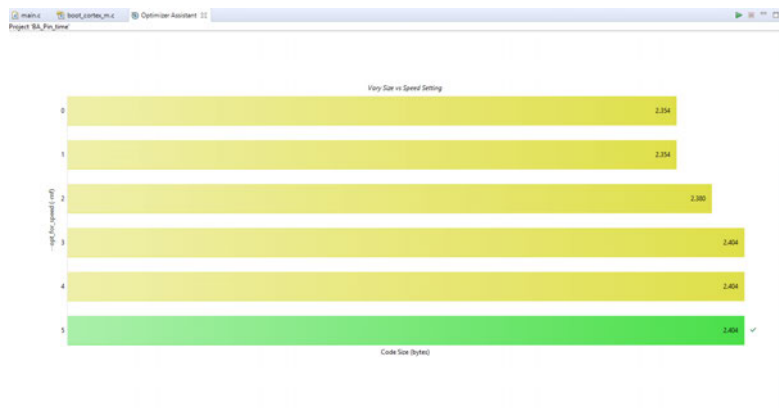 main.c boot_cortex_m.c Optimizer Assistant
Project 'BA_Pin_time'
Vary Size vs Speed Setting
--opt_for_speed (-mf)
0 2.354
1 2.354
2 2.380
3 2.404
4 2.404
5 2.404
Code Size (bytes)